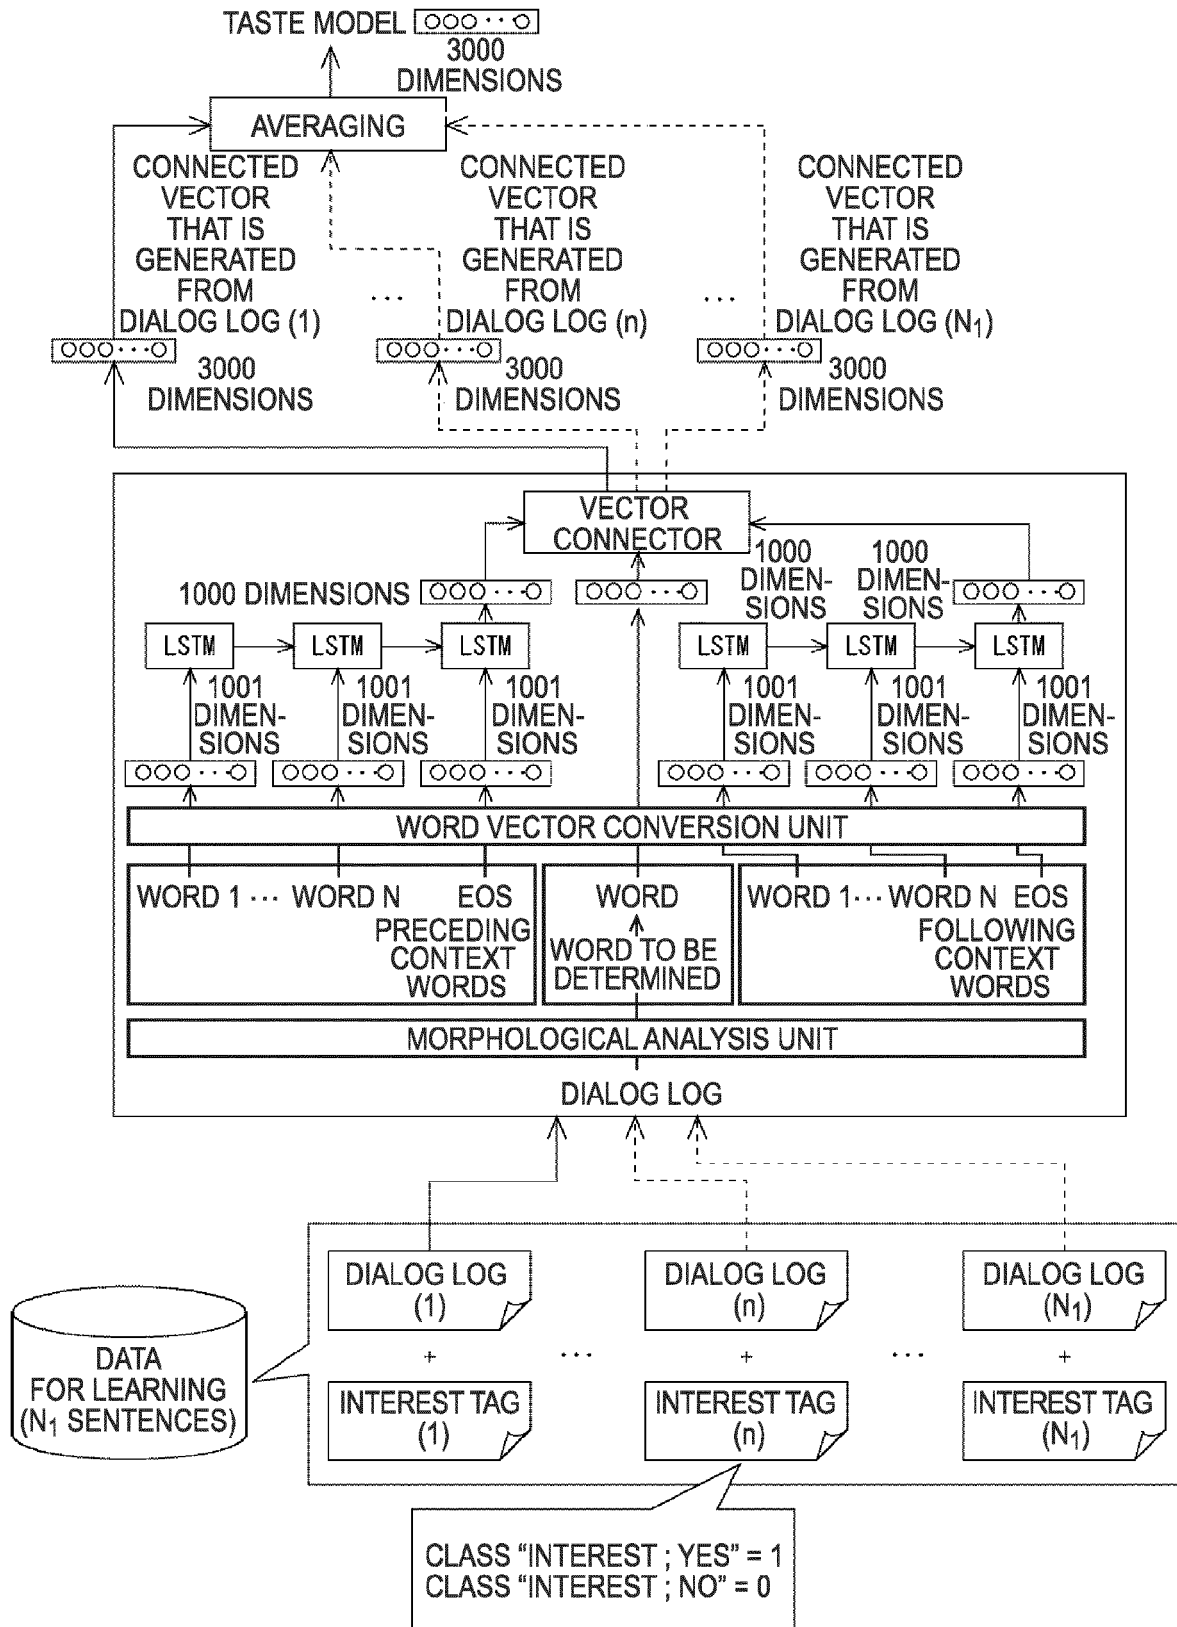 TASTE MODEL
3000
DIMENSIONS
AVERAGING
CONNECTED
VECTOR
THAT IS
GENERATED
FROM
DIALOG LOG (1)
CONNECTED
VECTOR
THAT IS
GENERATED
FROM
DIALOG LOG (n)
CONNECTED
VECTOR
THAT IS
GENERATED
FROM
DIALOG LOG (N₁)
... ...
3000
DIMENSIONS
3000
DIMENSIONS
3000
DIMENSIONS
VECTOR
CONNECTOR
1000 DIMENSIONS
1000
DIMEN-
SIONS
1000
DIMEN-
SIONS
LSTM LSTM LSTM LSTM LSTM LSTM
1001
DIMEN-
SIONS
1001
DIMEN-
SIONS
1001
DIMEN-
SIONS
1001
DIMEN-
SIONS
1001
DIMEN-
SIONS
1001
DIMEN-
SIONS
WORD VECTOR CONVERSION UNIT
WORD 1 ... WORD N EOS
PRECEDING
CONTEXT
WORDS
WORD
WORD TO BE
DETERMINED
WORD 1... WORD N EOS
FOLLOWING
CONTEXT
WORDS
MORPHOLOGICAL ANALYSIS UNIT
DIALOG LOG
DIALOG LOG
(1)
DIALOG LOG
(n)
DIALOG LOG
(N₁)
+ ... + ... +
INTEREST TAG
(1)
INTEREST TAG
(n)
INTEREST TAG
(N₁)
DATA
FOR LEARNING
(N₁ SENTENCES)
CLASS “INTEREST ; YES” = 1
CLASS “INTEREST ; NO” = 0